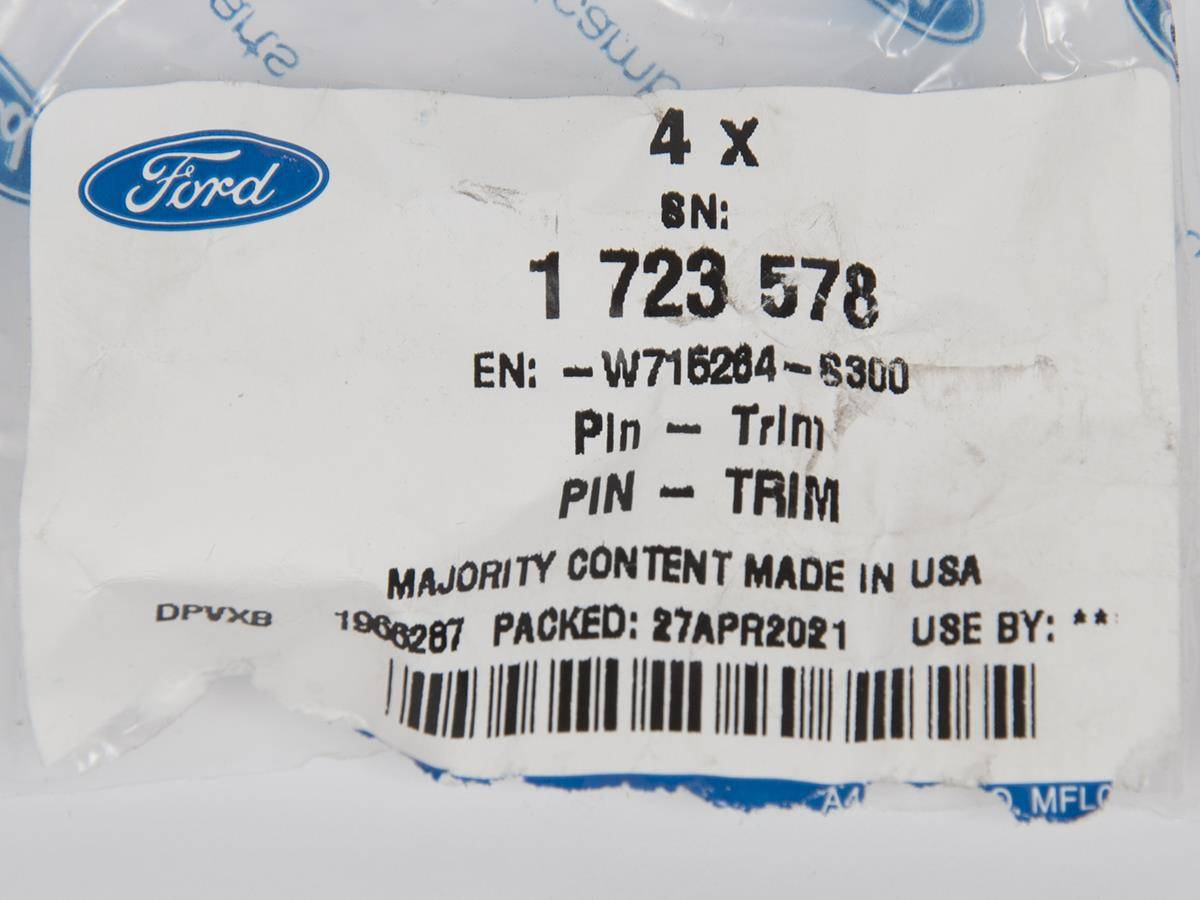 Ford
4 x
SN:
1 723 578
EN: -W715264-S300
Pin - Trim
PIN - TRIM
MAJORITY CONTENT MADE IN USA
DPVXB 1966287 PACKED: 27APR2021 USE BY: **